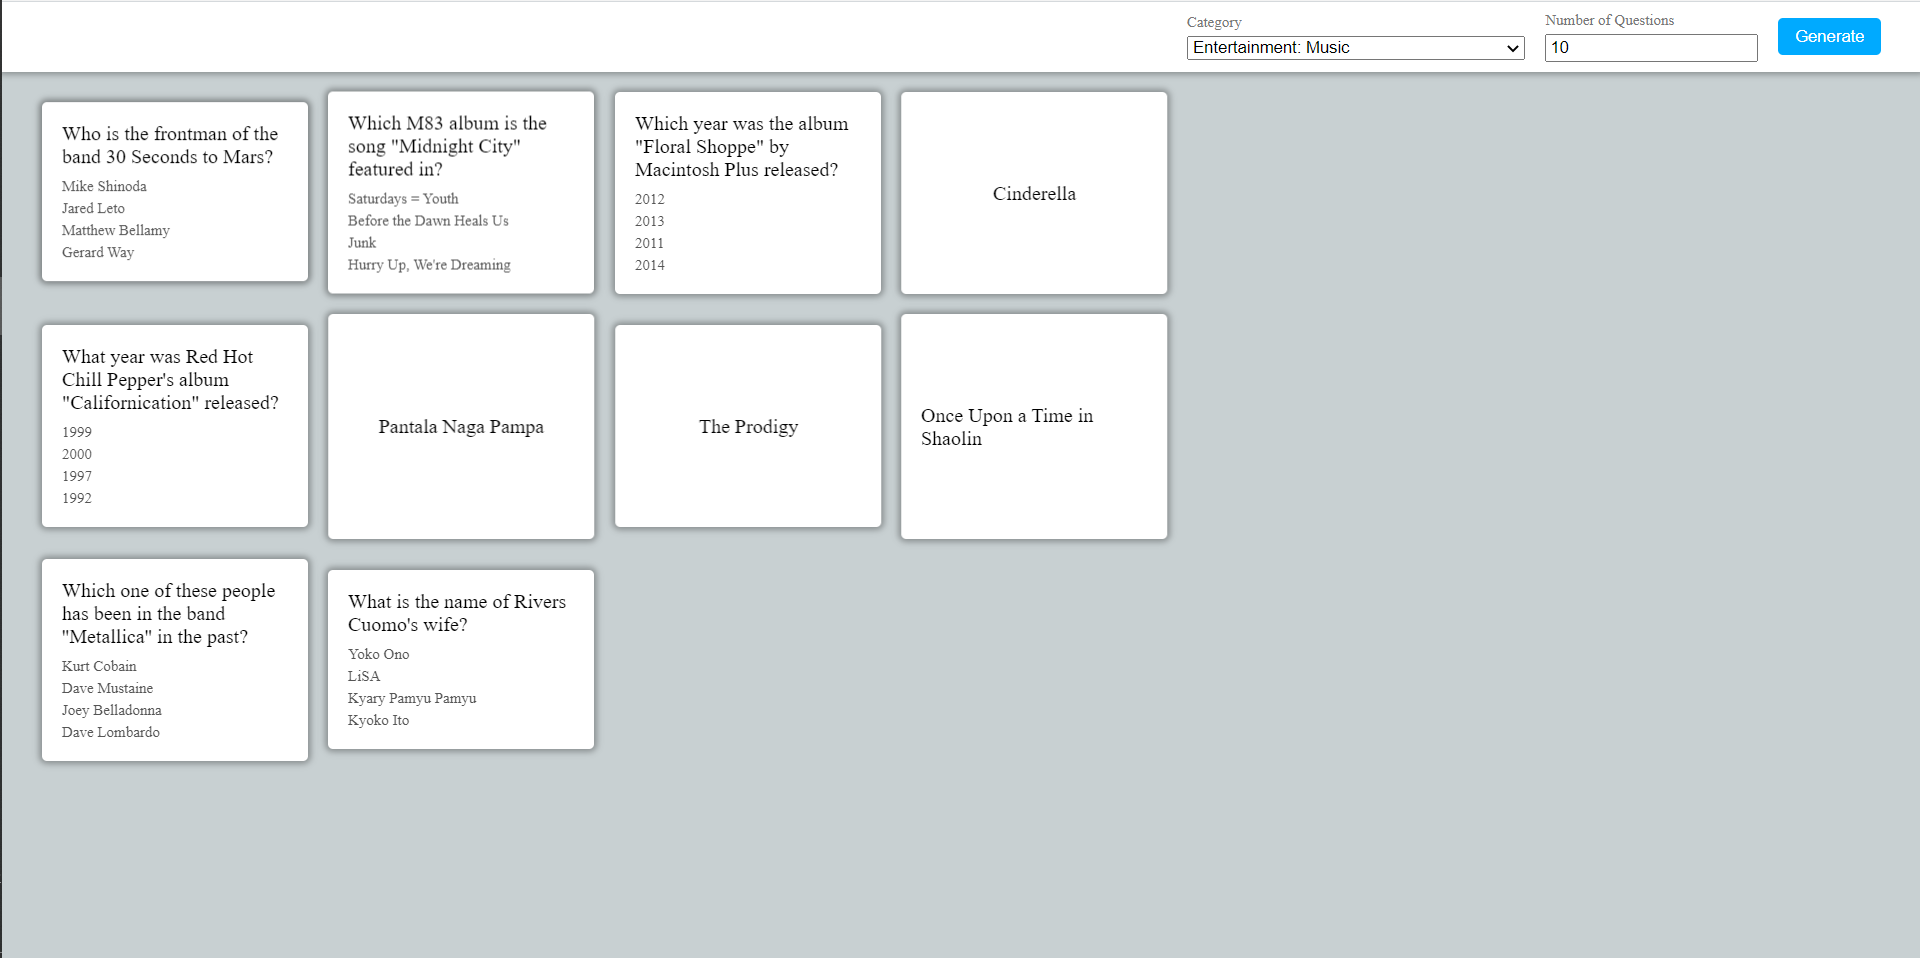 Category
Entertainment: Music
Number of Questions
10
Generate
Who is the frontman of the
band 30 Seconds to Mars?
Mike Shinoda
Jared Leto
Matthew Bellamy
Gerard Way
Which M83 album is the
song "Midnight City"
featured in?
Saturdays = Youth
Before the Dawn Heals Us
Junk
Hurry Up, We're Dreaming
Which year was the album
"Floral Shoppe" by
Macintosh Plus released?
2012
2013
2011
2014
Cinderella
What year was Red Hot
Chill Pepper's album
"Californication" released?
1999
2000
1997
1992
Pantala Naga Pampa
The Prodigy
Once Upon a Time in
Shaolin
Which one of these people
has been in the band
"Metallica" in the past?
Kurt Cobain
Dave Mustaine
Joey Belladonna
Dave Lombardo
What is the name of Rivers
Cuomo's wife?
Yoko Ono
LiSA
Kyary Pamyu Pamyu
Kyoko Ito